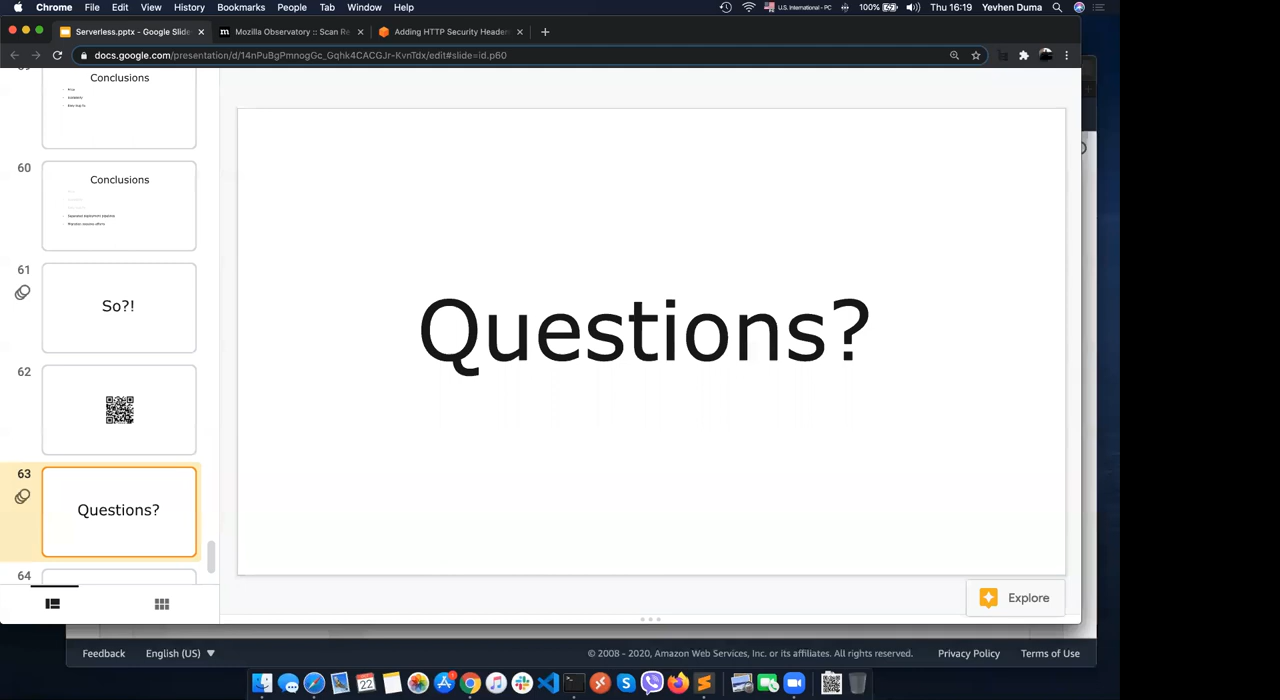 Chrome File Edit View History Bookmarks People Tab Window Help
U.S. International - PC 100% Thu 16:19 Yevhen Duma
Serverless.pptx - Google Slide
Mozilla Observatory :: Scan Re
Adding HTTP Security Header
docs.google.com/presentation/d/14nPuBgPmnogGc_Gqhk4CACGJr-KvnTdx/edit#slide=id.p60
Conclusions
60
Conclusions
61
So?!
62
63
Questions?
64
Questions?
Explore
Feedback English (US)
© 2008 - 2020, Amazon Web Services, Inc. or its affiliates. All rights reserved. Privacy Policy Terms of Use
22